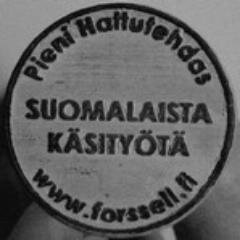 Pieni Hattutehdas
SUOMALAISTA
KÄSITYÖTÄ
www.forssell.fi